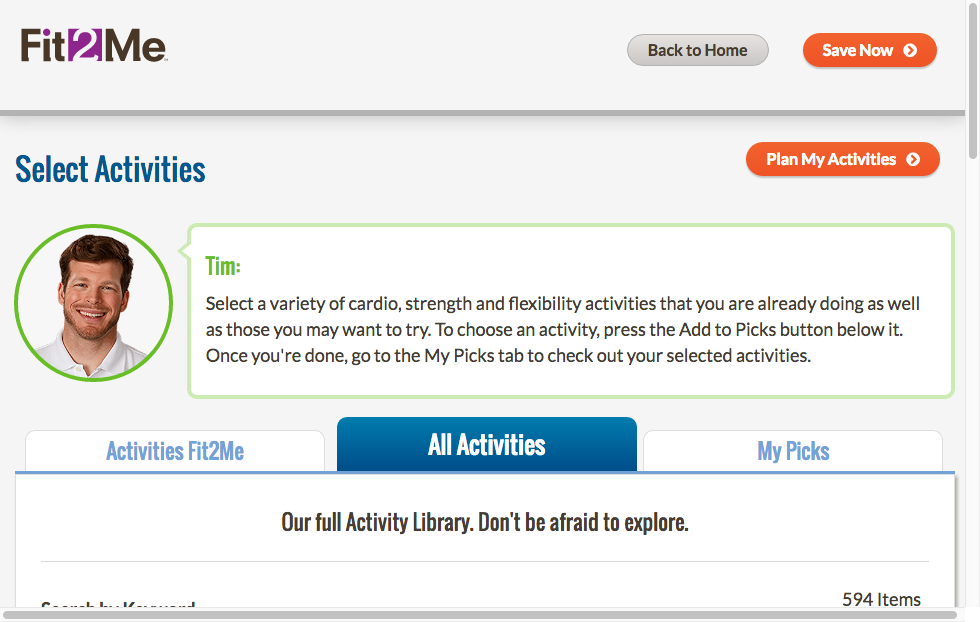 Fit2Me
Back to Home
Save Now
Select Activities
Plan My Activities
Tim:
Select a variety of cardio, strength and flexibility activities that you are already doing as well
as those you may want to try. To choose an activity, press the Add to Picks button below it.
Once you're done, go to the My Picks tab to check out your selected activities.
Activities Fit2Me
All Activities
My Picks
Our full Activity Library. Don't be afraid to explore.
Search by Keyword
594 Items